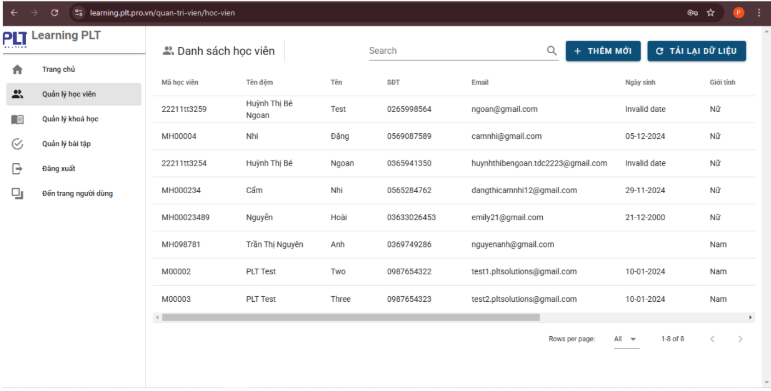 learning.plt.pro.vn/quan-tri-vien/hoc-vien
P
PLT Learning PLT
Trang chủ
Quản lý học viên
Quản lý khoá học
Quản lý bài tập
Đăng xuất
Đến trang người dùng
Danh sách học viên
Search
+ THÊM MỚI
TẢI LẠI DỮ LIỆU
Mã học viên Tên đệm Tên SĐT Email Ngày sinh Giới tính
22211tt3259 Huỳnh Thị Bé Ngoan Test 0265998564 ngoan@gmail.com Invalid date Nữ
MH00004 Nhi Đặng 0569087589 camnhi@gmail.com 05-12-2024 Nữ
22211tt3254 Huỳnh Thị Bé Ngoan 0365941350 huynhthibengoan.tdc2223@gmail.com Invalid date Nữ
MH000234 Cẩm Nhi 0565284762 dangthicamnhi12@gmail.com 29-11-2024 Nữ
MH00023489 Nguyễn Hoài 03633026453 emily21@gmail.com 21-12-2000 Nữ
MH098781 Trần Thị Nguyên Anh 0369749286 nguyenanh@gmail.com Nam
M00002 PLT Test Two 0987654322 test1.pltsolutions@gmail.com 10-01-2024 Nam
M00003 PLT Test Three 0987654323 test2.pltsolutions@gmail.com 10-01-2024 Nam
Rows per page: All 1-8 of 8